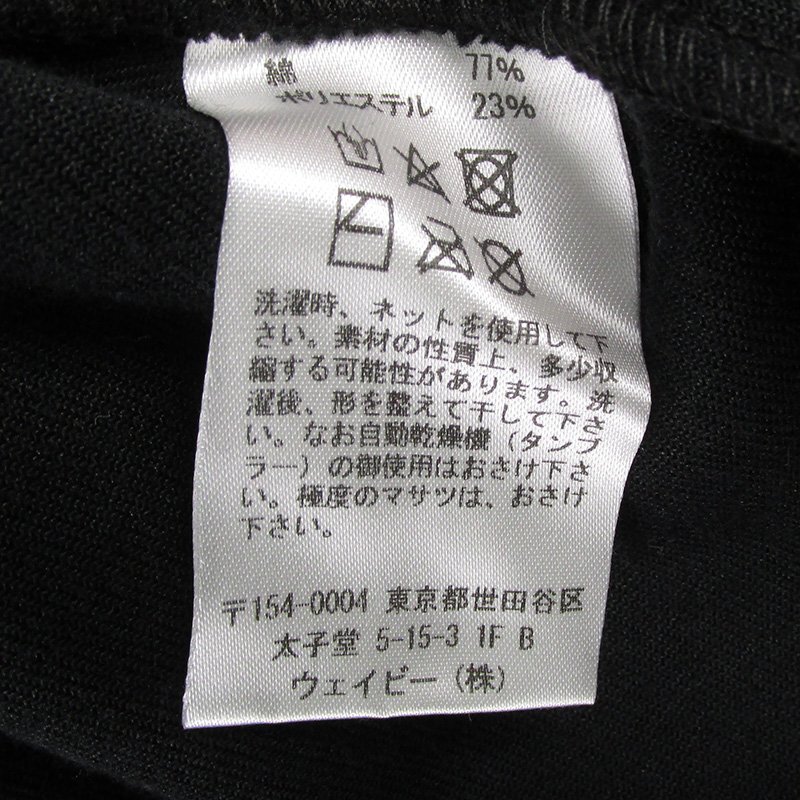 綿 77%
ポリエステル 23%
洗濯時、ネットを使用して下
さい。素材の性質上、多少収
縮する可能性があります。洗
濯後、形を整えて干して下さ
い。なお自動乾燥機(タンブ
ラー)の御使用はおさけ下さ
い。極度のマサツは、おさけ
下さい。
〒154-0004 東京都世田谷区
太子堂 5-15-3 1F B
ウェイビー(株)